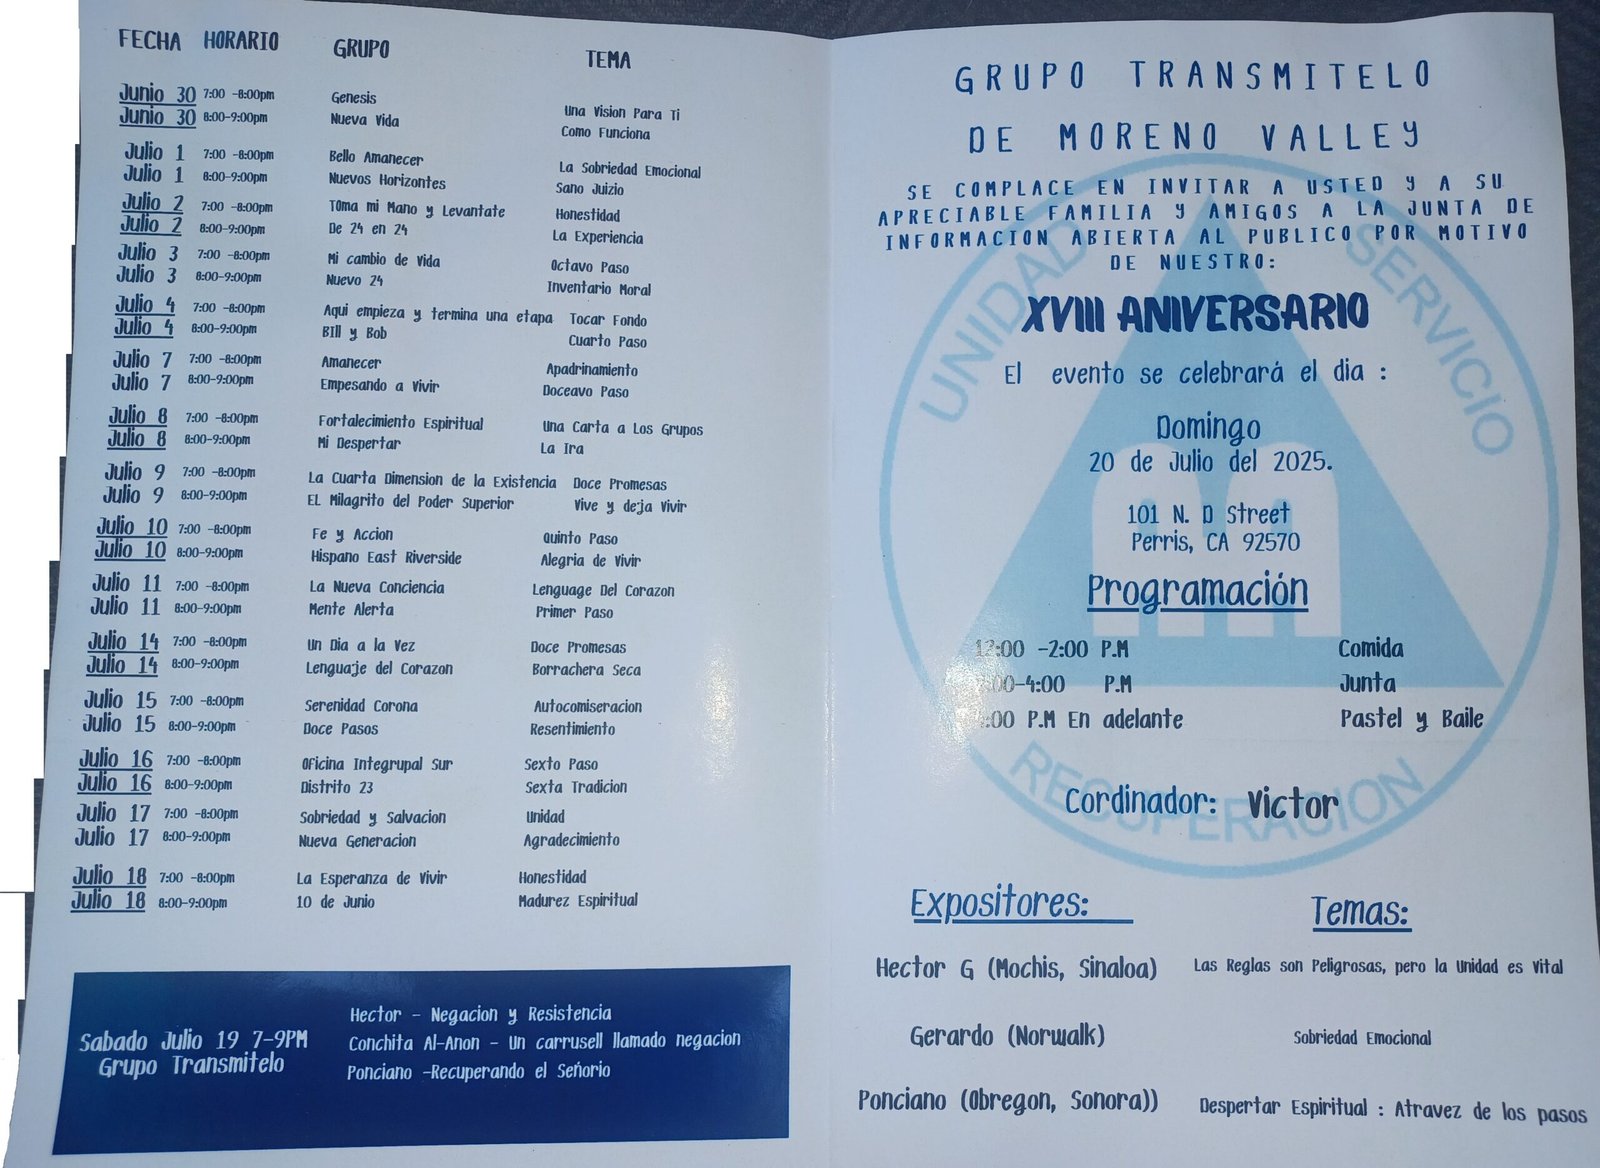 FECHA HORARIO GRUPO TEMA
Junio 30 7:00 -8:00pm Genesis Una Vision Para Ti
Junio 30 8:00-9:00pm Nueva Vida Como Funciona
Julio 1 7:00 -8:00pm Bello Amanecer La Sobriedad Emocional
Julio 1 8:00-9:00pm Nuevos Horizontes Sano Juizio
Julio 2 7:00 -8:00pm TOma mi Mano y Levantate Honestidad
Julio 2 8:00-9:00pm De 24 en 24 La Experiencia
Julio 3 7:00 -8:00pm Mi cambio de Vida Octavo Paso
Julio 3 8:00-9:00pm Nuevo 24 Inventario Moral
Julio 4 7:00 -8:00pm Aqui empieza y termina una etapa Tocar Fondo
Julio 4 8:00-9:00pm BIll y Bob Cuarto Paso
Julio 7 7:00 -8:00pm Amanecer Apadrinamiento
Julio 7 8:00-9:00pm Empesando a Vivir Doceavo Paso
Julio 8 7:00 -8:00pm Fortalecimiento Espiritual Una Carta a Los Grupos
Julio 8 8:00-9:00pm Mi Despertar La Ira
Julio 9 7:00 -8:00pm La Cuarta Dimension de la Existencia Doce Promesas
Julio 9 8:00-9:00pm EL Milagrito del Poder Superior Vive y deja Vivir
Julio 10 7:00 -8:00pm Fe y Accion Quinto Paso
Julio 10 8:00-9:00pm Hispano East Riverside Alegria de Vivir
Julio 11 7:00 -8:00pm La Nueva Conciencia Lenguage Del Corazon
Julio 11 8:00-9:00pm Mente Alerta Primer Paso
Julio 14 7:00 -8:00pm Un Dia a la Vez Doce Promesas
Julio 14 8:00-9:00pm Lenguaje del Corazon Borrachera Seca
Julio 15 7:00 -8:00pm Serenidad Corona Autocomiseracion
Julio 15 8:00-9:00pm Doce Pasos Resentimiento
Julio 16 7:00 -8:00pm Oficina Integrupal Sur Sexto Paso
Julio 16 8:00-9:00pm Distrito 23 Sexta Tradicion
Julio 17 7:00 -8:00pm Sobriedad y Salvacion Unidad
Julio 17 8:00-9:00pm Nueva Generacion Agradecimiento
Julio 18 7:00 -8:00pm La Esperanza de Vivir Honestidad
Julio 18 8:00-9:00pm 10 de Junio Madurez Espiritual
Sabado Julio 19 7-9PM
Grupo Transmitelo
Hector - Negacion y Resistencia
Conchita Al-Anon - Un carrusell llamado negacion
Ponciano -Recuperando el Señorio
GRUPO TRANSMITELO
DE MORENO VALLEY
SE COMPLACE EN INVITAR A USTED Y A SU
APRECIABLE FAMILIA Y AMIGOS A LA JUNTA DE
INFORMACION ABIERTA AL PUBLICO POR MOTIVO
DE NUESTRO:
XVIII ANIVERSARIO
El evento se celebrará el dia :
Domingo
20 de Julio del 2025.
101 N. D Street
Perris, CA 92570
Programación
12:00 -2:00 P.M Comida
:00-4:00 P.M Junta
:00 P.M En adelante Pastel y Baile
Cordinador: Victor
Expositores: Temas:
Hector G (Mochis, Sinaloa) Las Reglas son Peligrosas, pero la Unidad es Vital
Gerardo (Norwalk) Sobriedad Emocional
Ponciano (Obregon, Sonora)) Despertar Espiritual : Atravez de los pasos
UNIDAD
SERVICIO
RECUPERACION